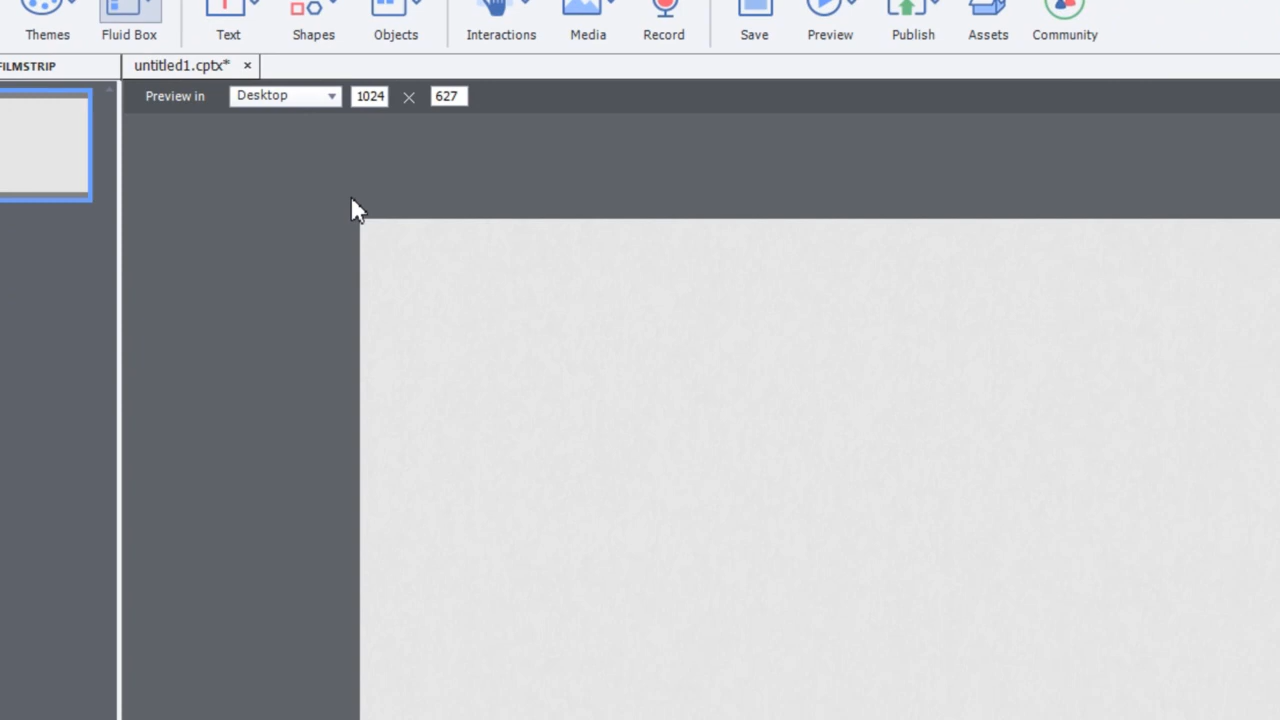 Themes Fluid Box Text Shapes Objects Interactions Media Record Save Preview Publish Assets Community
FILMSTRIP untitled1.cptx* ×
Preview in Desktop 1024 × 627